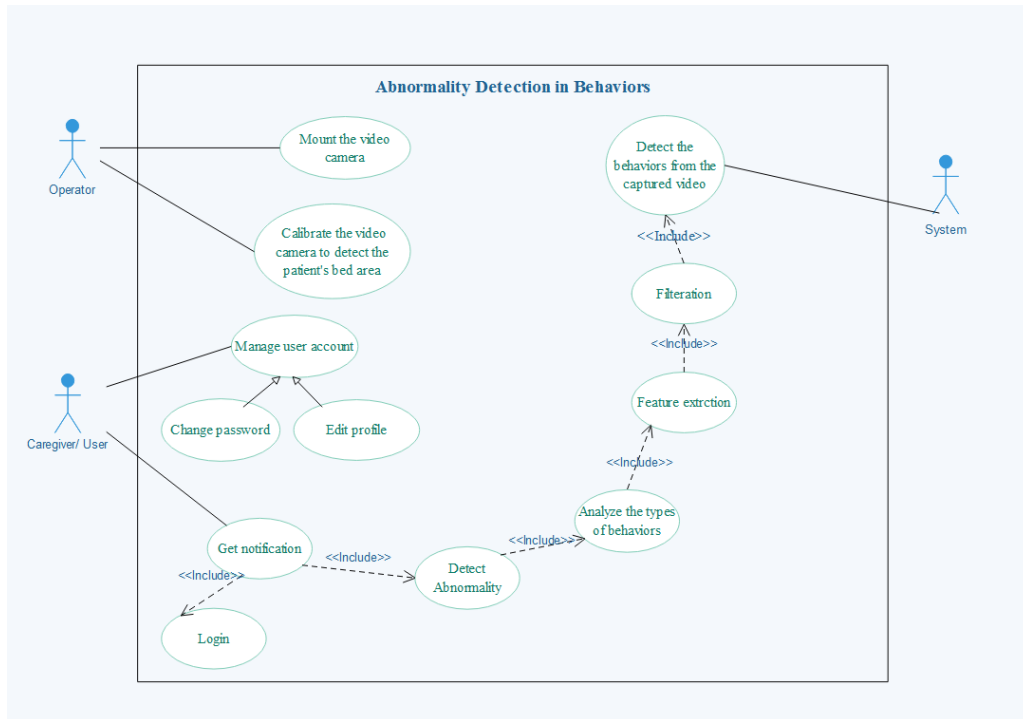 Abnormality Detection in Behaviors
Operator
Mount the video
camera
Calibrate the video
camera to detect the
patient's bed area
Detect the
behaviors from the
captured video
System
<<Include>>
Filteration
<<Include>>
Feature extrction
<<Include>>
Analyze the types
of behaviors
<<Include>>
Detect
Abnormality
Manage user account
Change password
Edit profile
Caregiver/ User
Get notification
<<Include>>
<<Include>>
Login